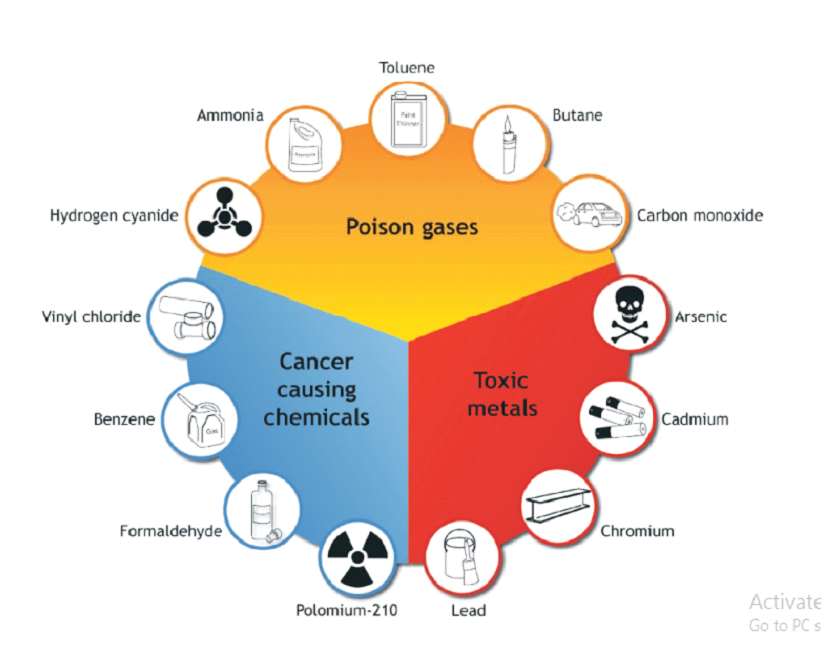 Toluene
Ammonia
Butane
Paint
thinner
Hydrogen cyanide
Poison gases
Carbon monoxide
Vinyl chloride
Arsenic
Cancer
causing
chemicals
Toxic
metals
Benzene
Gas
Cadmium
Formaldehyde
Chromium
Polomium-210
Lead
Activate
Go to PC s